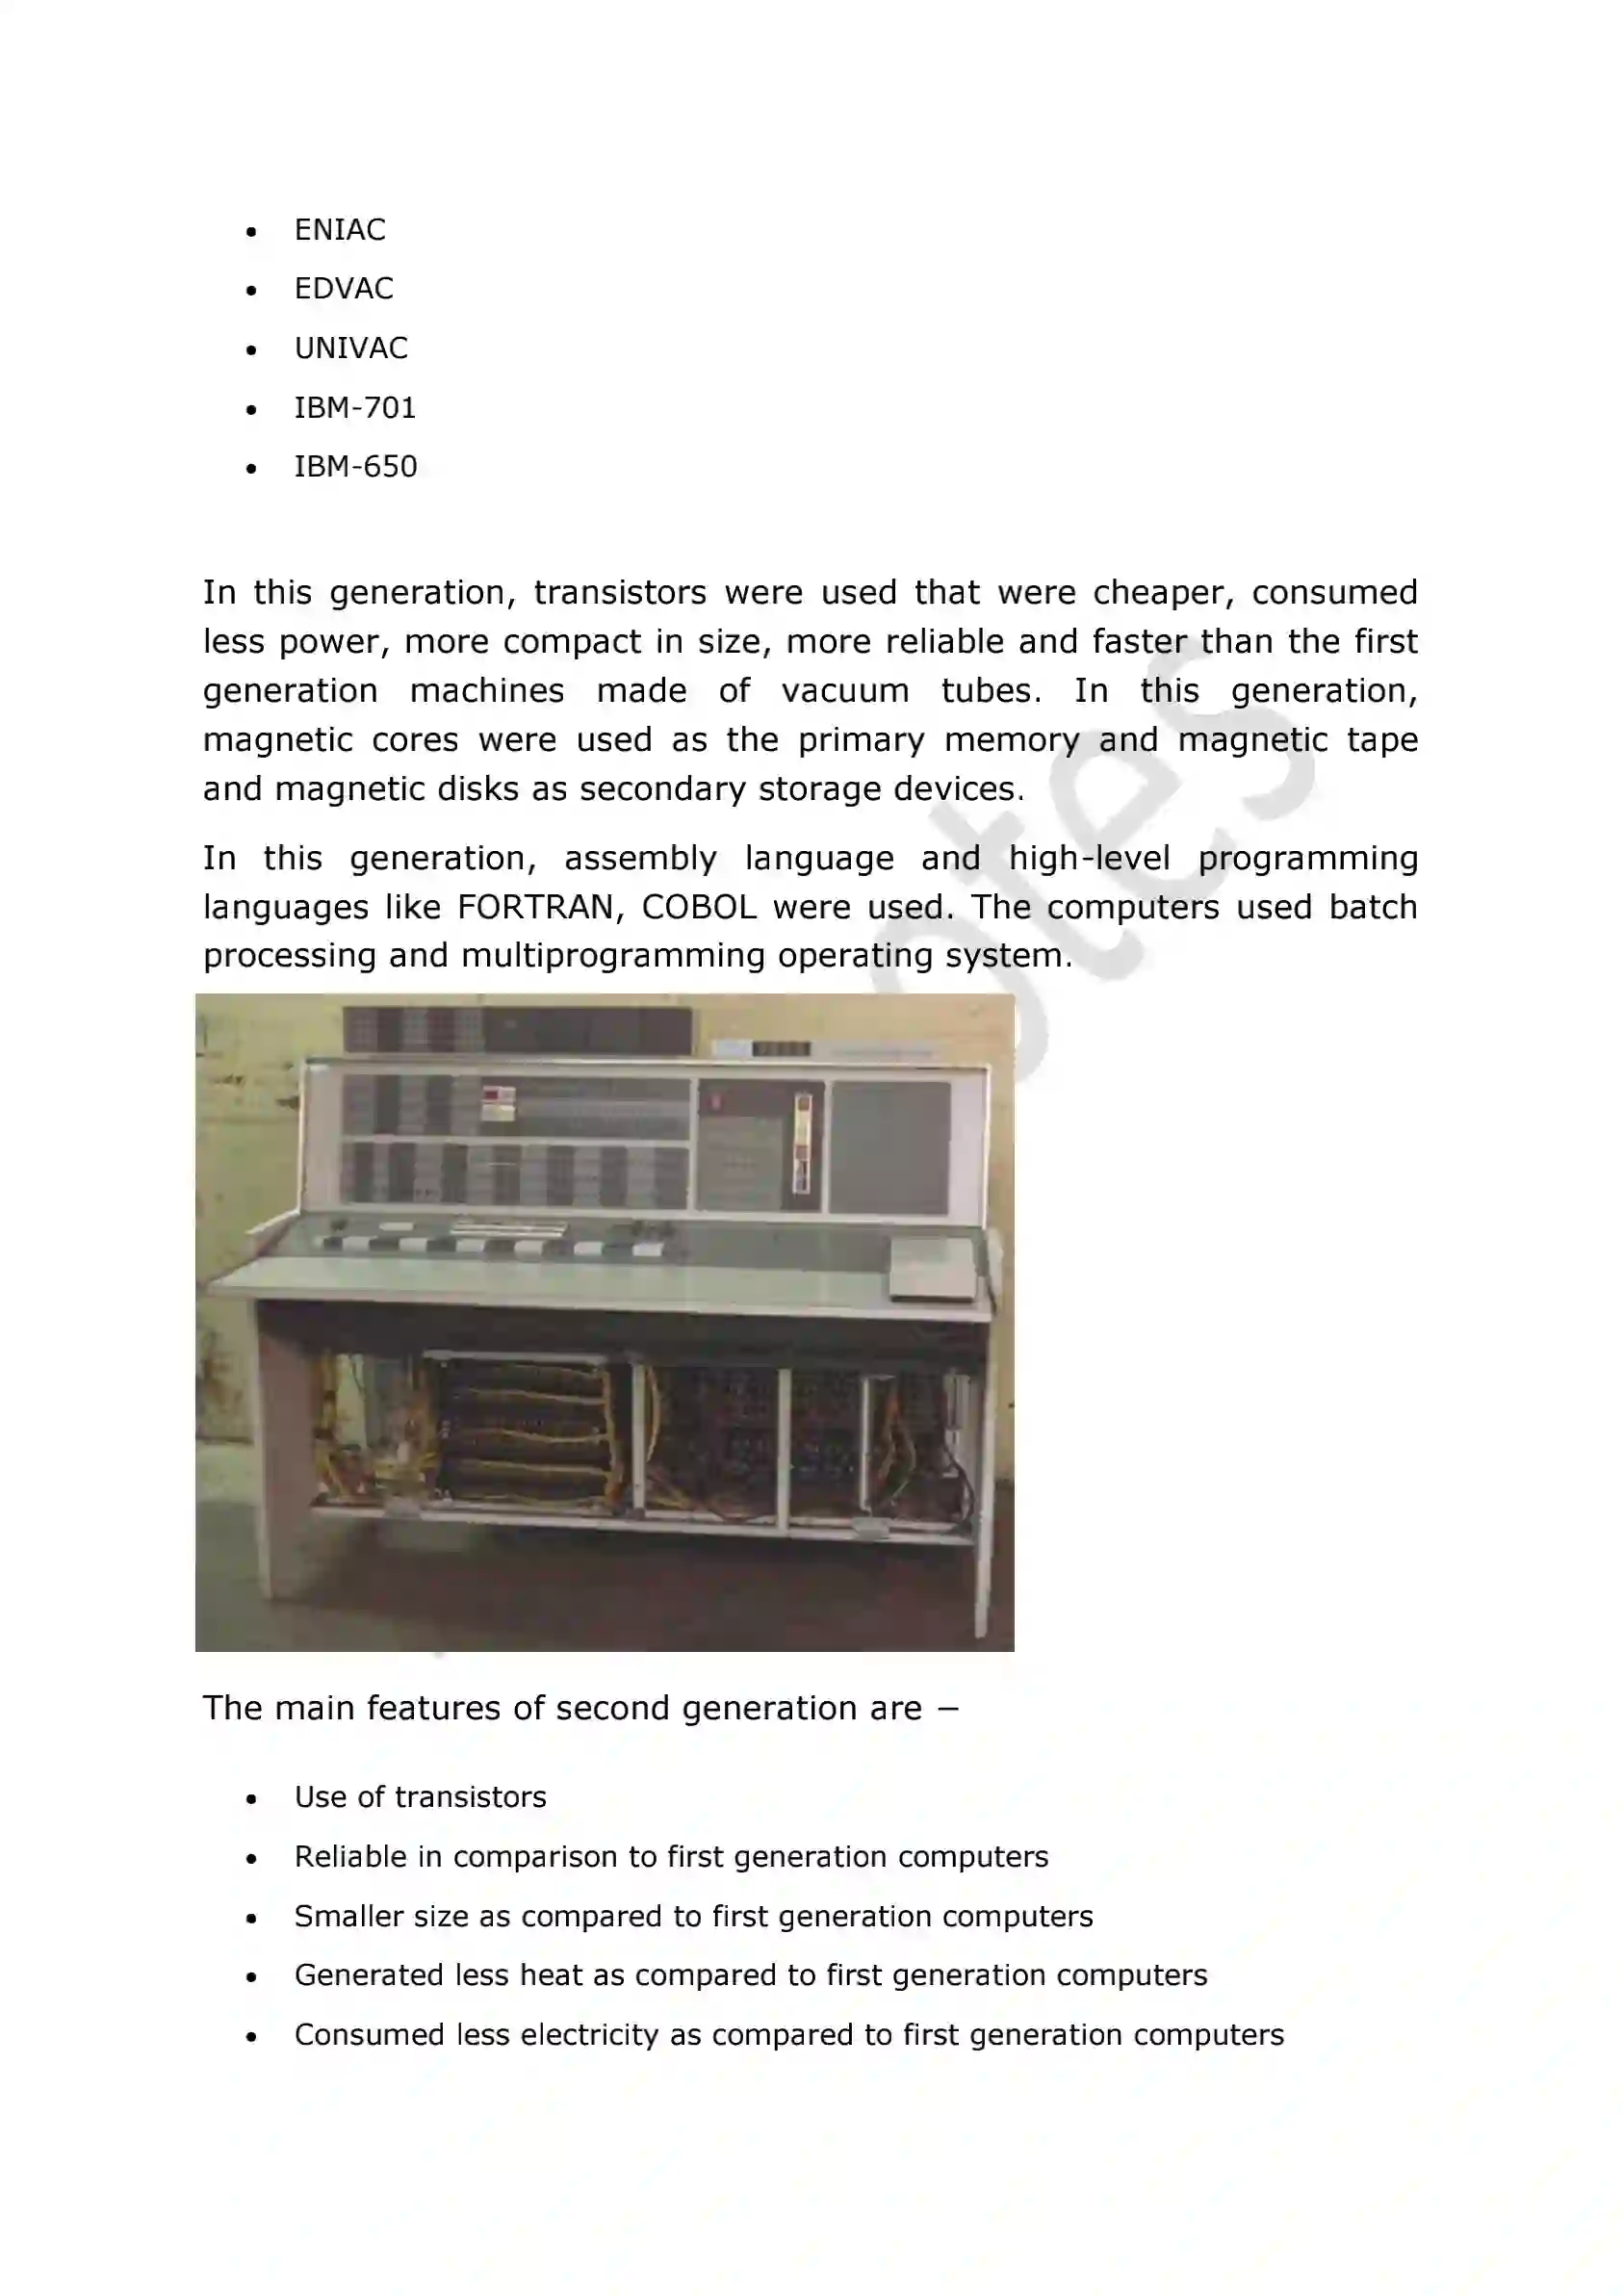 • ENIAC
• EDVAC
• UNIVAC
• IBM-701
• IBM-650
In this generation, transistors were used that were cheaper, consumed
less power, more compact in size, more reliable and faster than the first
generation machines made of vacuum tubes. In this generation,
magnetic cores were used as the primary memory and magnetic tape
and magnetic disks as secondary storage devices.
In this generation, assembly language and high-level programming
languages like FORTRAN, COBOL were used. The computers used batch
processing and multiprogramming operating system.
The main features of second generation are −
• Use of transistors
• Reliable in comparison to first generation computers
• Smaller size as compared to first generation computers
• Generated less heat as compared to first generation computers
• Consumed less electricity as compared to first generation computers